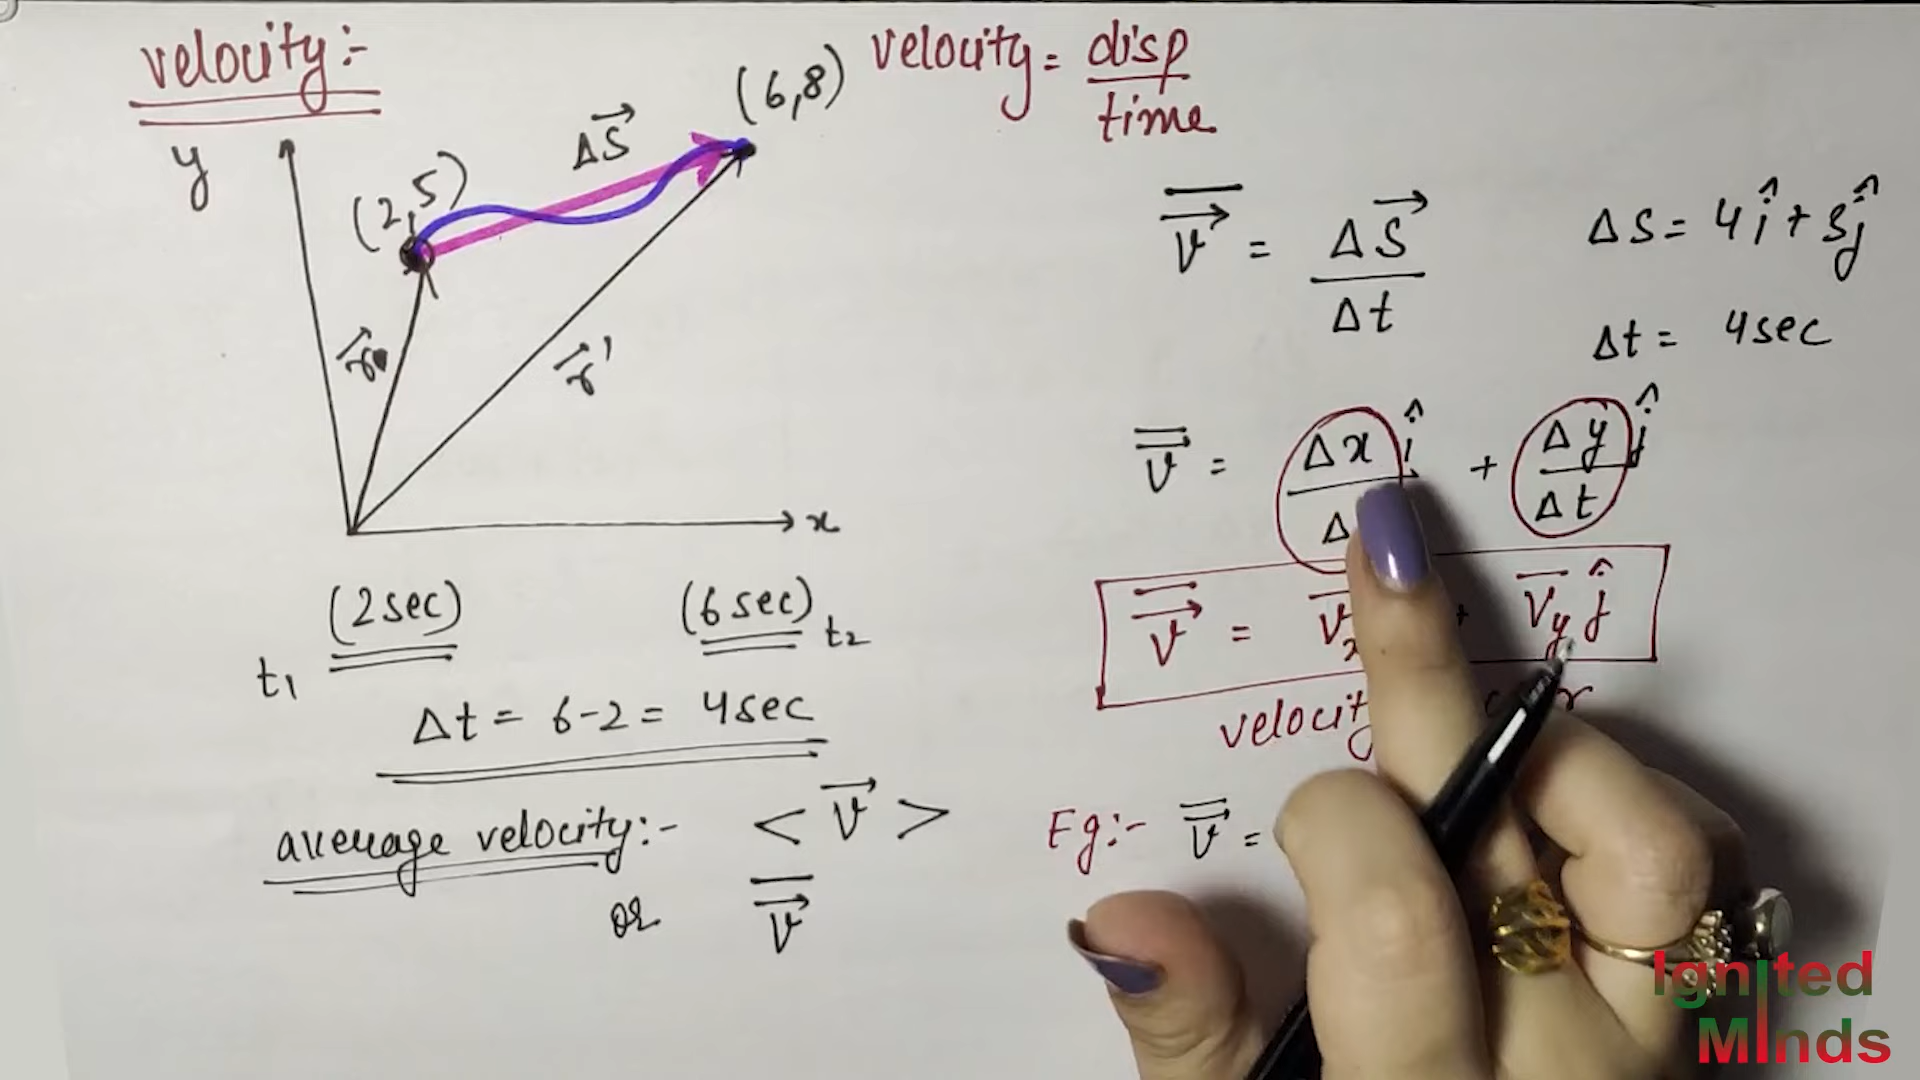 velocity:-
y
(2,5)
ΔS⃗
(6,8)
r⃗'
x
(2sec)
(6sec)
t₁
t₂
Δt = 6-2 = 4sec
average velocity:- < v⃗ >
or
v̅⃗
velocity = disp/time
v̅⃗ = ΔS⃗/Δt
ΔS = 4î + 3ĵ
Δt = 4sec
v̅⃗ = Δx/Δ î + Δy/Δt ĵ
v̅⃗ = v̅x + v̅y ĵ
velocity
Eg:- v̅⃗ =
Ignited
Minds